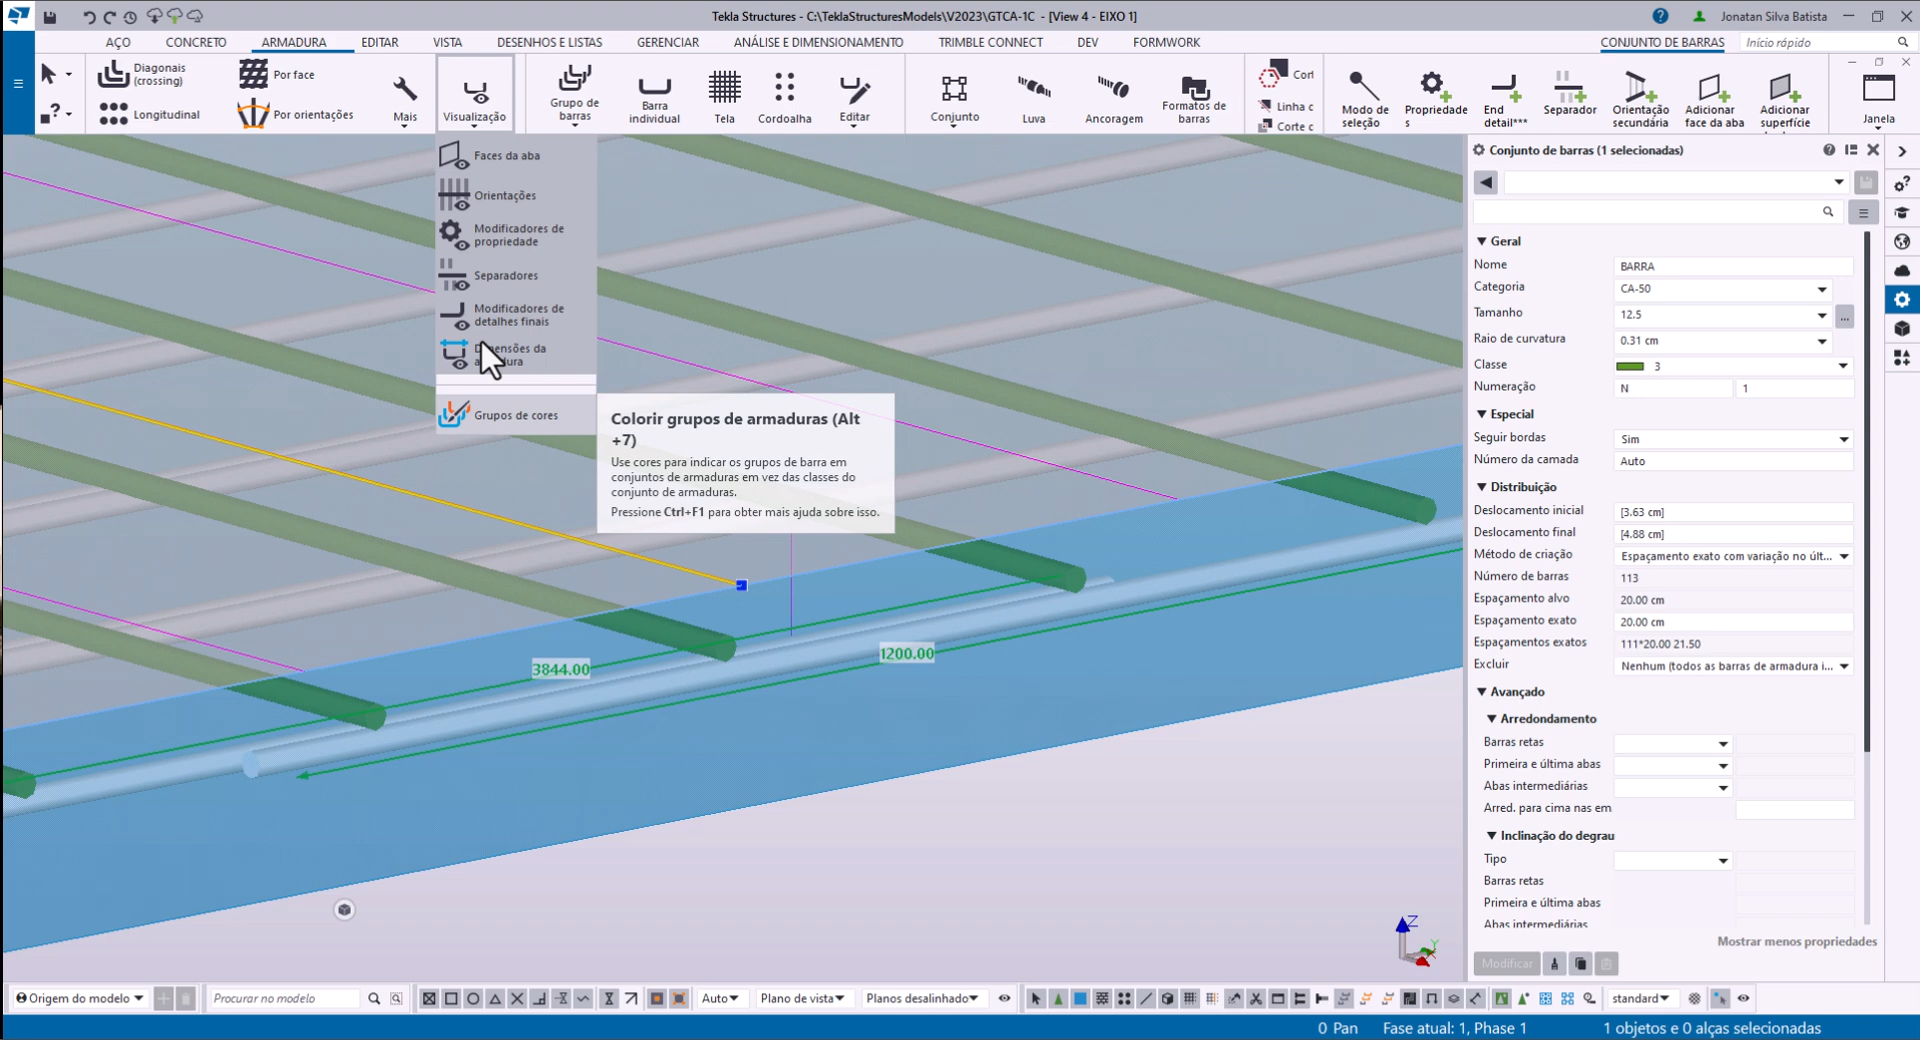 Tekla Structures - C:\TeklaStructuresModels\V2023\GTCA-1C - [View 4 - EIXO 1]
Jonatan Silva Batista
AÇO
CONCRETO
ARMADURA
EDITAR
VISTA
DESENHOS E LISTAS
GERENCIAR
ANÁLISE E DIMENSIONAMENTO
TRIMBLE CONNECT
DEV
FORMWORK
CONJUNTO DE BARRAS
Início rápido
Diagonais
(crossing)
Longitudinal
Por face
Por orientações
Mais
Visualização
Grupo de
barras
Barra
individual
Tela
Cordoalha
Editar
Conjunto
Luva
Ancoragem
Formatos de
barras
Cort
Linha c
Corte c
Modo de
seleção
Propriedade
s
End
detail***
Separador
Orientação
secundária
Adicionar
face da aba
Adicionar
superfície
Janela
Faces da aba
Orientações
Modificadores de
propriedade
Separadores
Modificadores de
detalhes finais
Grupos de cores
Colorir grupos de armaduras (Alt
+7)
Use cores para indicar os grupos de barra em
conjuntos de armaduras em vez das classes do
conjunto de armaduras.
Pressione Ctrl+F1 para obter mais ajuda sobre isso.
3844.00
1200.00
Z
Y
Conjunto de barras (1 selecionadas)
Geral
Nome BARRA
Categoria CA-50
Tamanho 12.5 ...
Raio de curvatura 0.31 cm
Classe 3
Numeração N 1
Especial
Seguir bordas Sim
Número da camada Auto
Distribuição
Deslocamento inicial [3.63 cm]
Deslocamento final [4.88 cm]
Método de criação Espaçamento exato com variação no últ...
Número de barras 113
Espaçamento alvo 20.00 cm
Espaçamento exato 20.00 cm
Espaçamentos exatos 111*20.00 21.50
Excluir Nenhum (todos as barras de armadura i...
Avançado
Arredondamento
Barras retas
Primeira e última abas
Abas intermediárias
Arred. para cima nas em
Inclinação do degrau
Tipo
Barras retas
Primeira e última abas
Abas intermediárias
Mostrar menos propriedades
Modificar
Origem do modelo
Procurar no modelo
Auto
Plano de vista
Planos desalinhado
standard
0 Pan
Fase atual: 1, Phase 1
1 objetos e 0 alças selecionadas